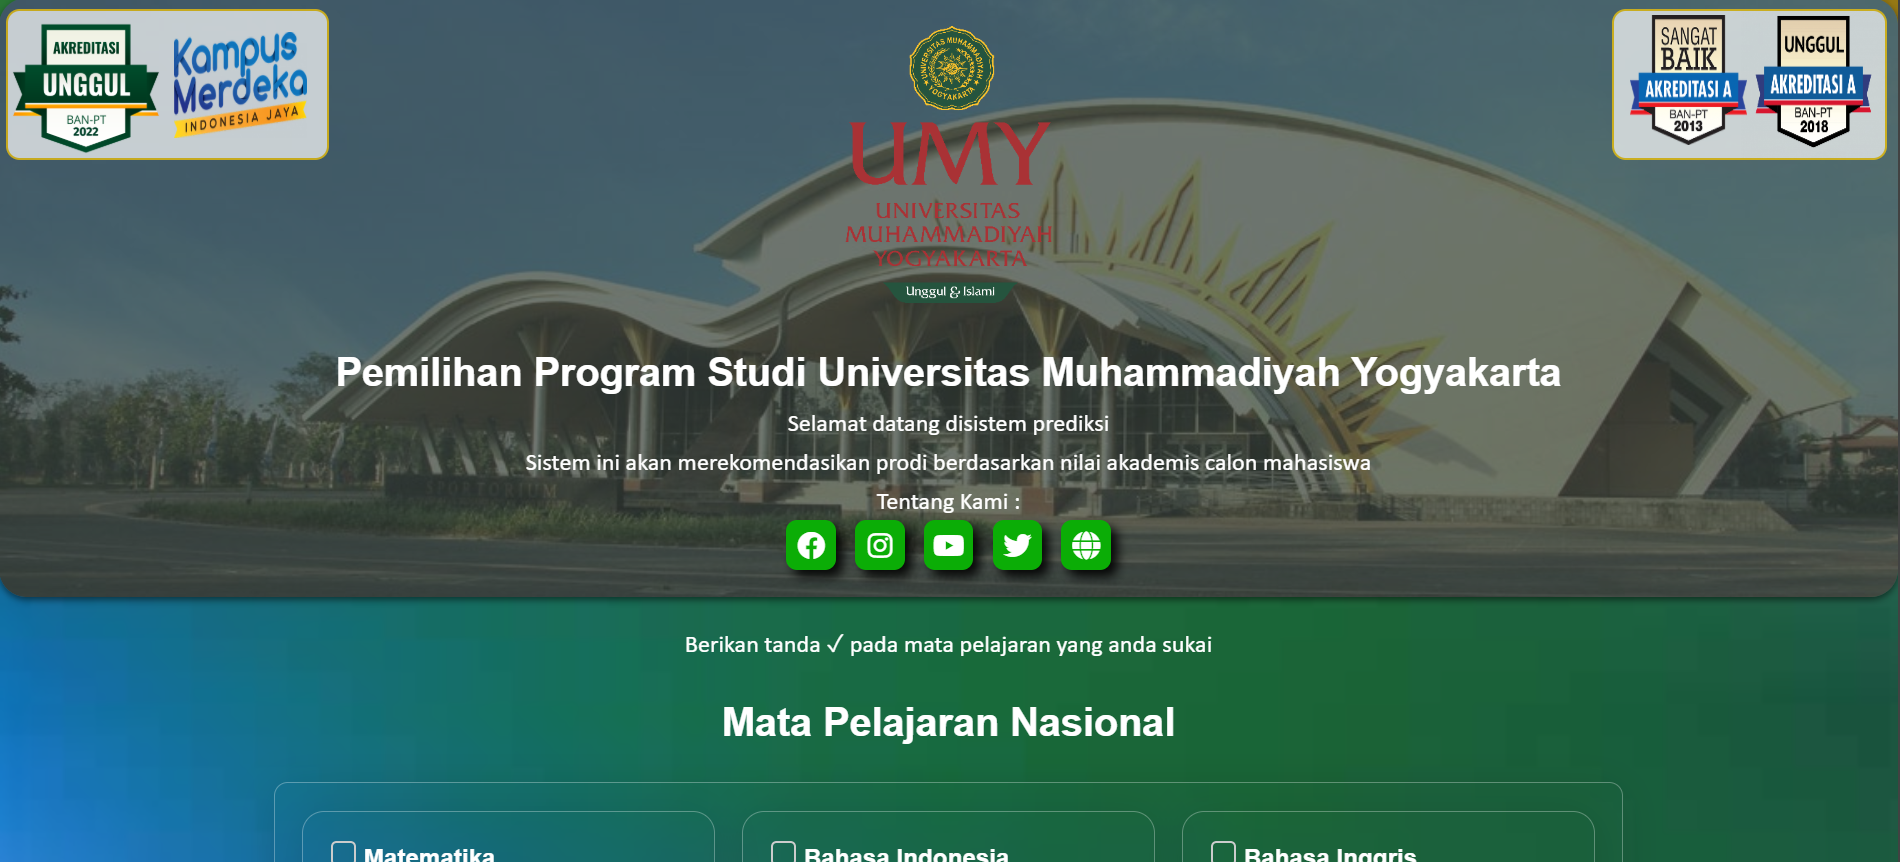 AKREDITASI
UNGGUL
BAN-PT
2022
Kampus
Merdeka
INDONESIA JAYA
UNIVERSITAS MUHAMMADIYAH
YOGYAKARTA
UMY
UNIVERSITAS
MUHAMMADIYAH
YOGYAKARTA
Unggul & Islami
SANGAT
BAIK
AKREDITASI A
BAN-PT
2013
UNGGUL
AKREDITASI A
BAN-PT
2018
Pemilihan Program Studi Universitas Muhammadiyah Yogyakarta
Selamat datang disistem prediksi
Sistem ini akan merekomendasikan prodi berdasarkan nilai akademis calon mahasiswa
Tentang Kami :
Berikan tanda ✓ pada mata pelajaran yang anda sukai
Mata Pelajaran Nasional
Matematika
Bahasa Indonesia
Bahasa Inggris